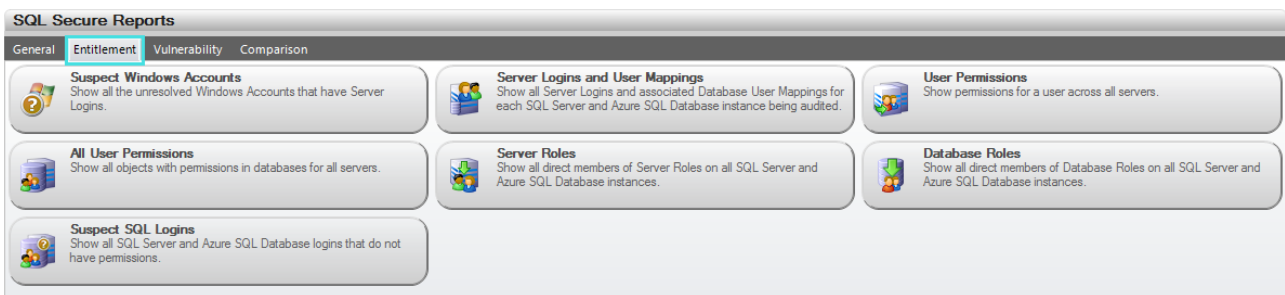 SQL Secure Reports
General Entitlement Vulnerability Comparison
Suspect Windows Accounts
Show all the unresolved Windows Accounts that have Server
Logins.
Server Logins and User Mappings
Show all Server Logins and associated Database User Mappings for
each SQL Server and Azure SQL Database instance being audited.
User Permissions
Show permissions for a user across all servers.
All User Permissions
Show all objects with permissions in databases for all servers.
Server Roles
Show all direct members of Server Roles on all SQL Server and
Azure SQL Database instances.
Database Roles
Show all direct members of Database Roles on all SQL Server and
Azure SQL Database instances.
Suspect SQL Logins
Show all SQL Server and Azure SQL Database logins that do not
have permissions.